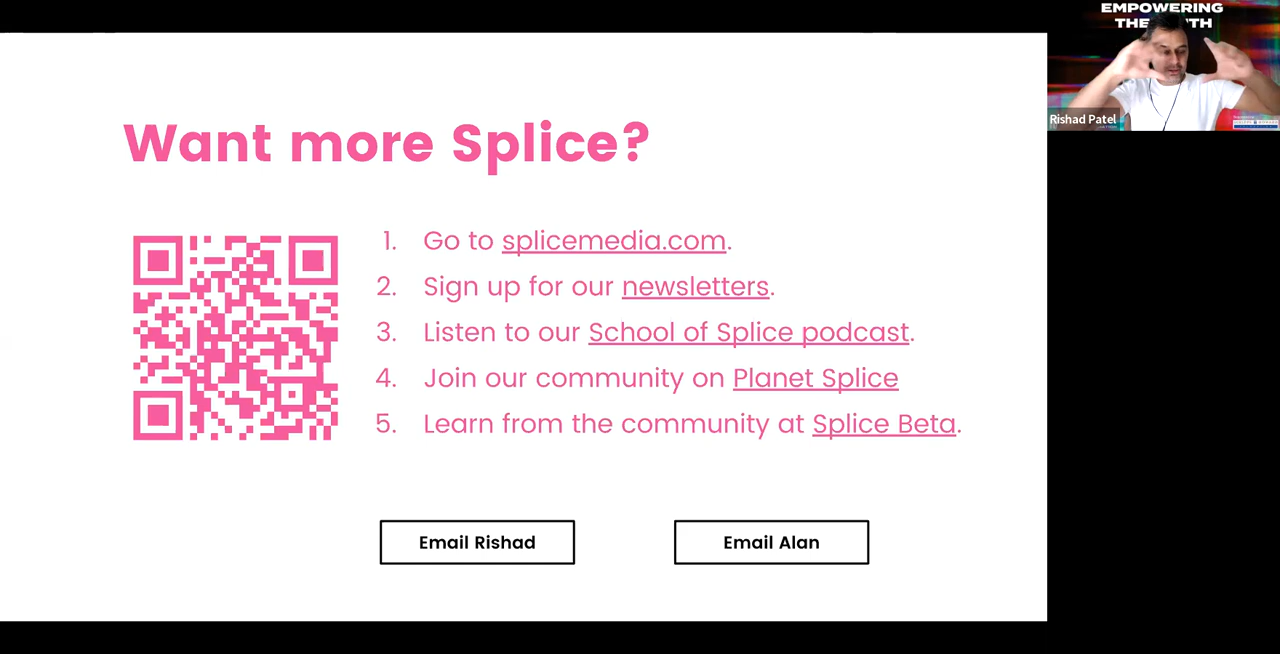 EMPOWERING
Rishad Patel
Want more Splice?
1. Go to splicemedia.com.
2. Sign up for our newsletters.
3. Listen to our School of Splice podcast.
4. Join our community on Planet Splice
5. Learn from the community at Splice Beta.
Email Rishad
Email Alan